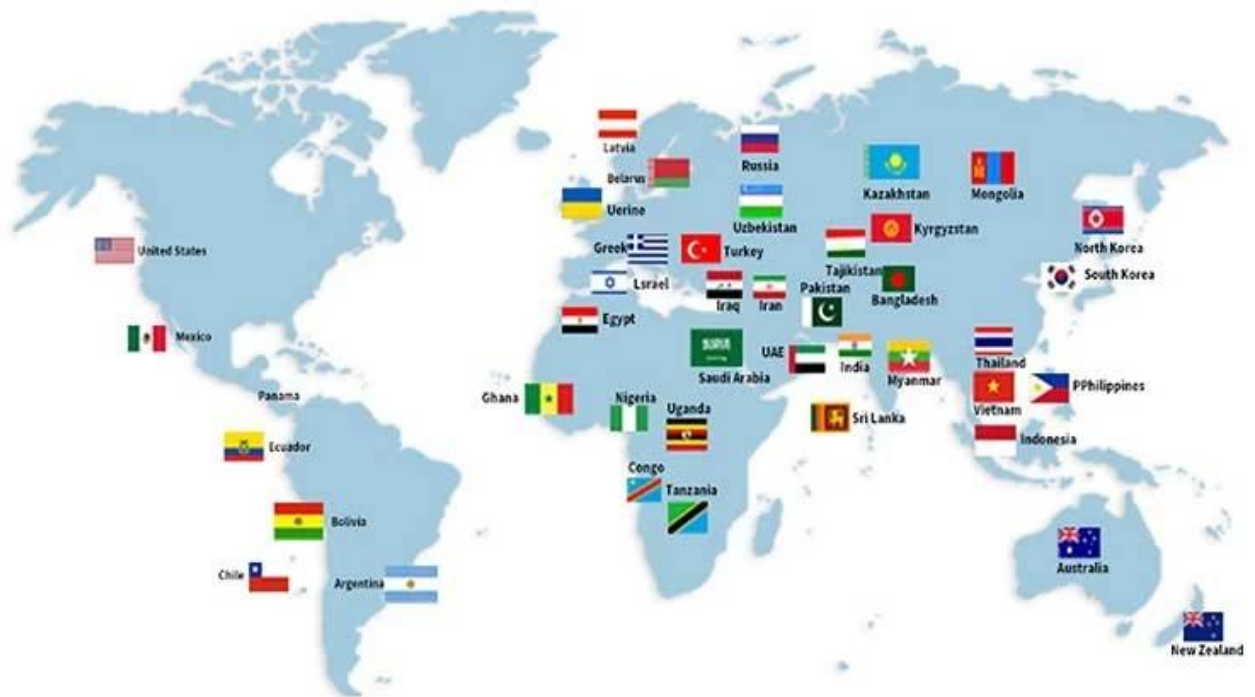 Latvia
Russia
Belarus
Kazakhstan
Mongolia
Uerine
Uzbekistan
Kyrgyzstan
North Korea
United States
Greek
Turkey
Tajikistan
South Korea
Lsrael
Iraq
Iran
Pakistan
Bangladesh
Egypt
Mexico
Saudi Arabia
UAE
India
Myanmar
Thailand
Panama
Ghana
Nigeria
Uganda
Sri Lanka
Vietnam
PPhilippines
Ecuador
Indonesia
Congo
Tanzania
Bolivia
Chile
Argentina
Australia
New Zealand